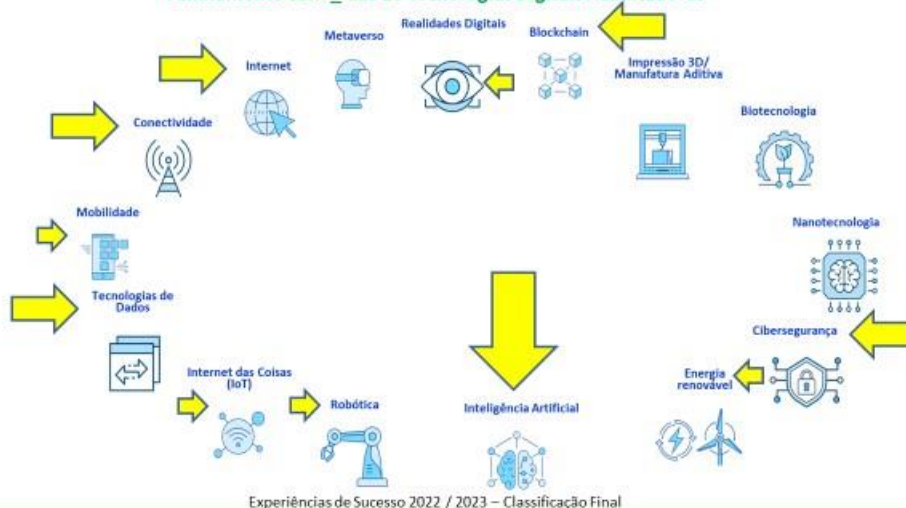 Realidades Digitais
Blockchain
Metaverso
Impressão 3D/
Manufatura Aditiva
Internet
Biotecnologia
Conectividade
Mobilidade
Nanotecnologia
Tecnologias de
Dados
Cibersegurança
Internet das Coisas
(IoT)
Energia
renovável
Robótica
Inteligência Artificial
Experiências de Sucesso 2022 / 2023 – Classificação Final